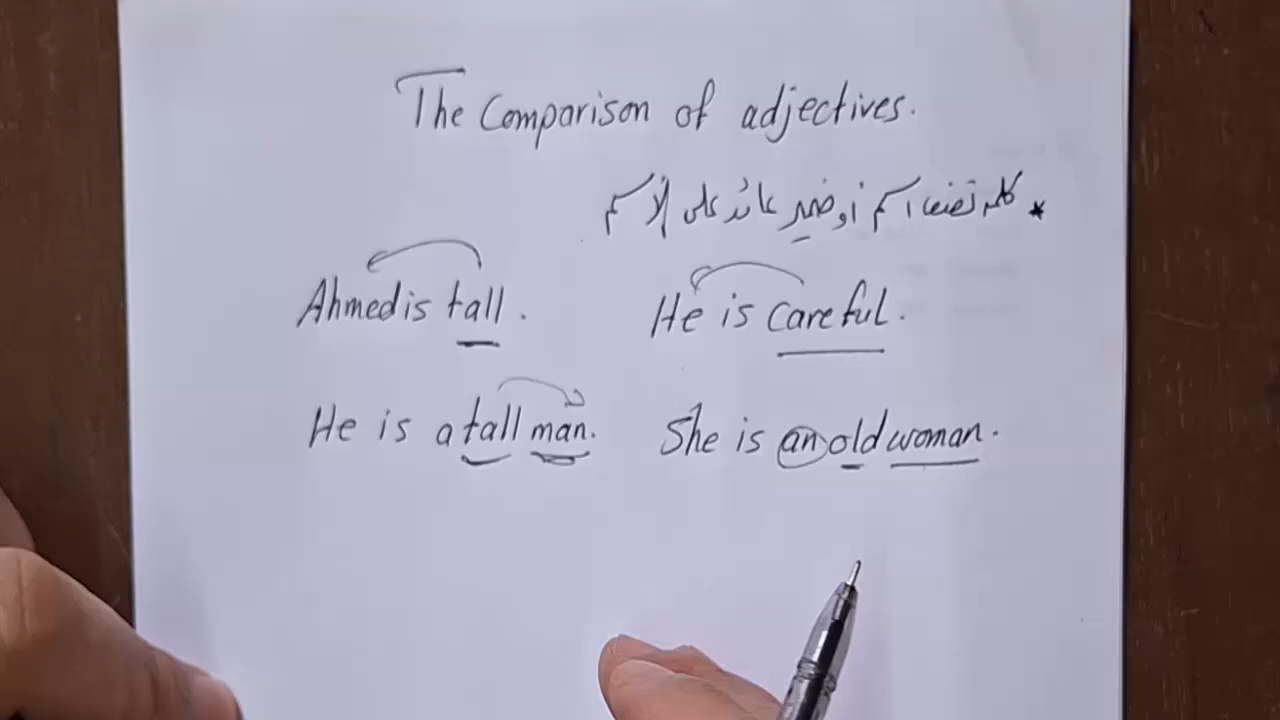 The Comparison of adjectives.
* كلمه تصف اسم أو ضمير عائد على الاسم
Ahmed is tall. He is careful.
He is a tall man. She is an old woman.